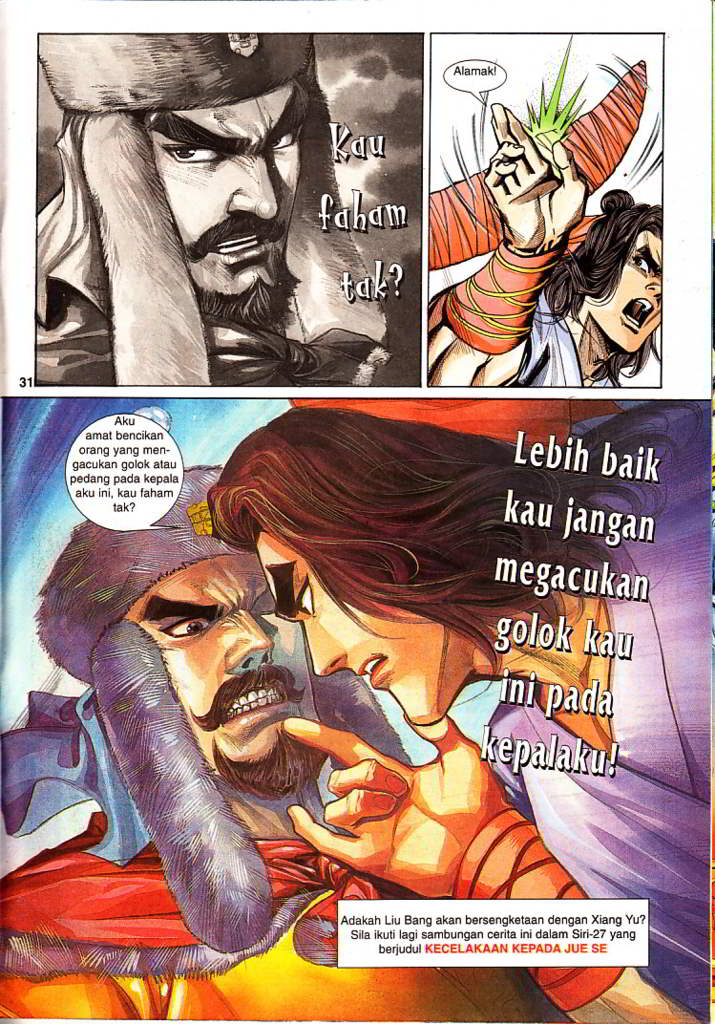 Kau
faham
tak?
Alamak!
31
Aku
amat bencikan
orang yang men-
gacukan golok atau
pedang pada kepala
aku ini, kau faham
tak?
Lebih baik
kau jangan
megacukan
golok kau
ini pada
kepalaku!
Adakah Liu Bang akan bersengketaan dengan Xiang Yu?
Sila ikuti lagi sambungan cerita ini dalam Siri-27 yang
berjudul KECELAKAAN KEPADA JUE SE